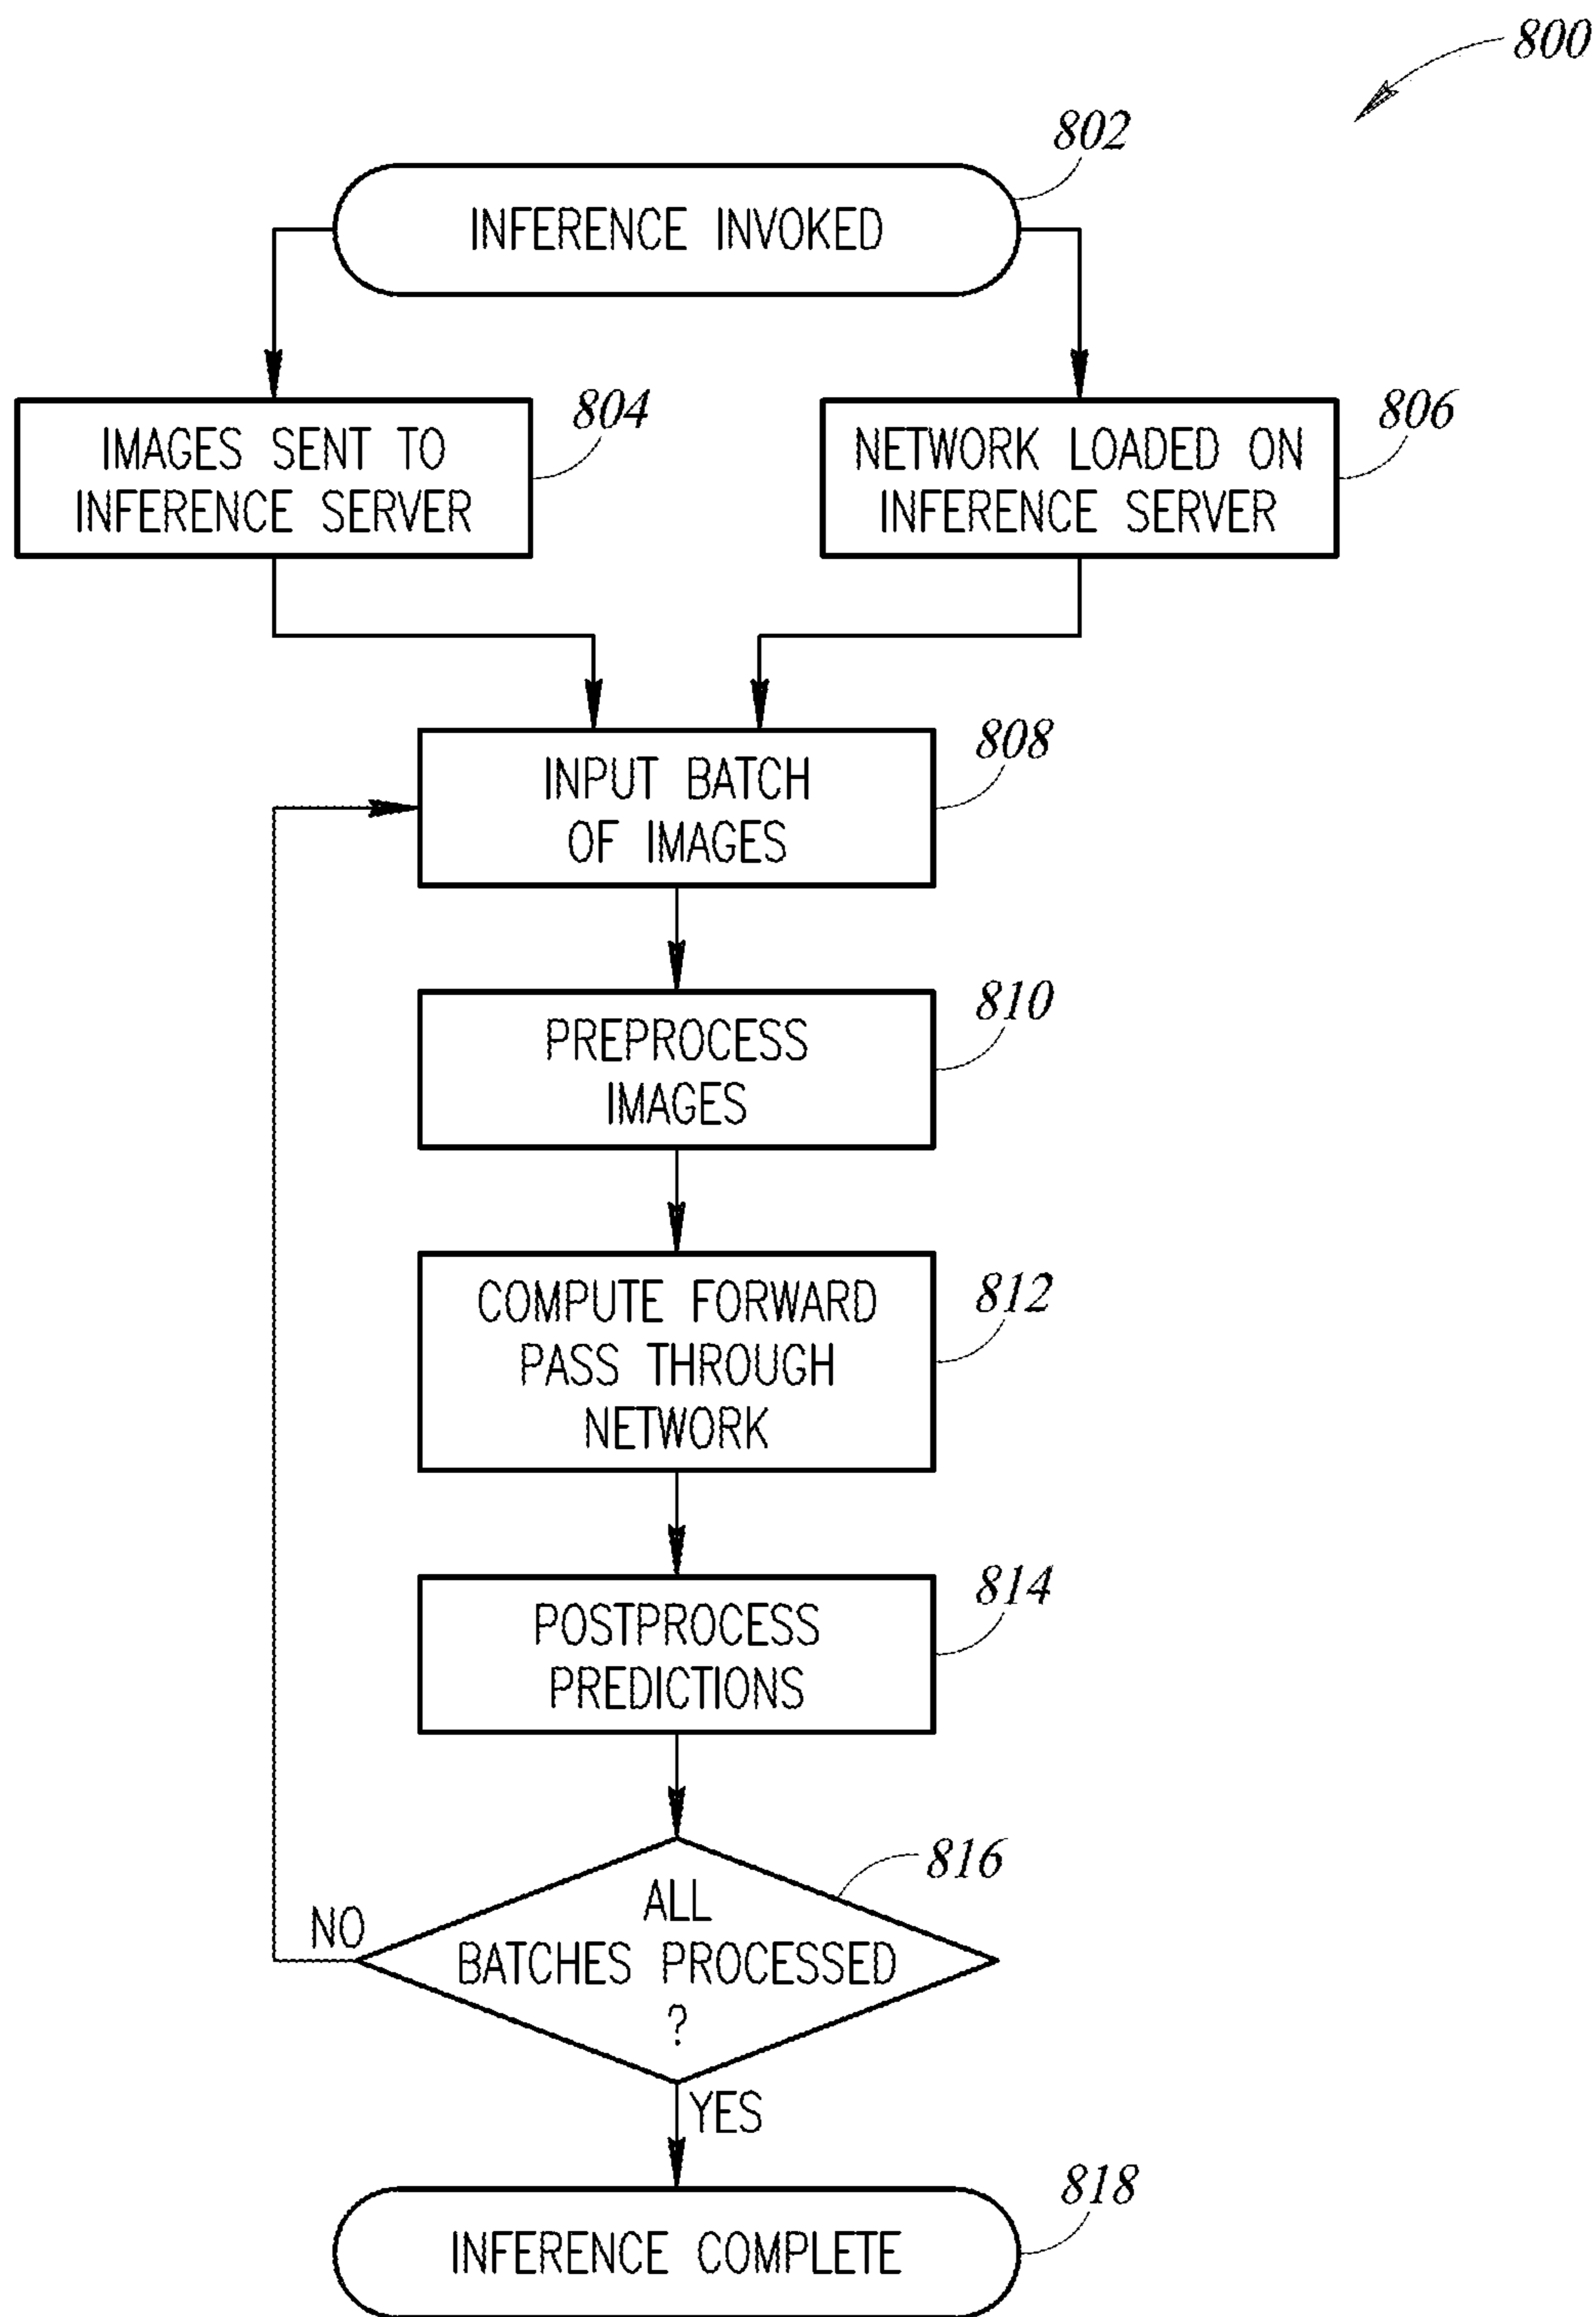 800
802
INFERENCE INVOKED
804
IMAGES SENT TO
INFERENCE SERVER
806
NETWORK LOADED ON
INFERENCE SERVER
808
INPUT BATCH
OF IMAGES
810
PREPROCESS
IMAGES
812
COMPUTE FORWARD
PASS THROUGH
NETWORK
814
POSTPROCESS
PREDICTIONS
816
ALL
BATCHES PROCESSED
?
NO
YES
818
INFERENCE COMPLETE